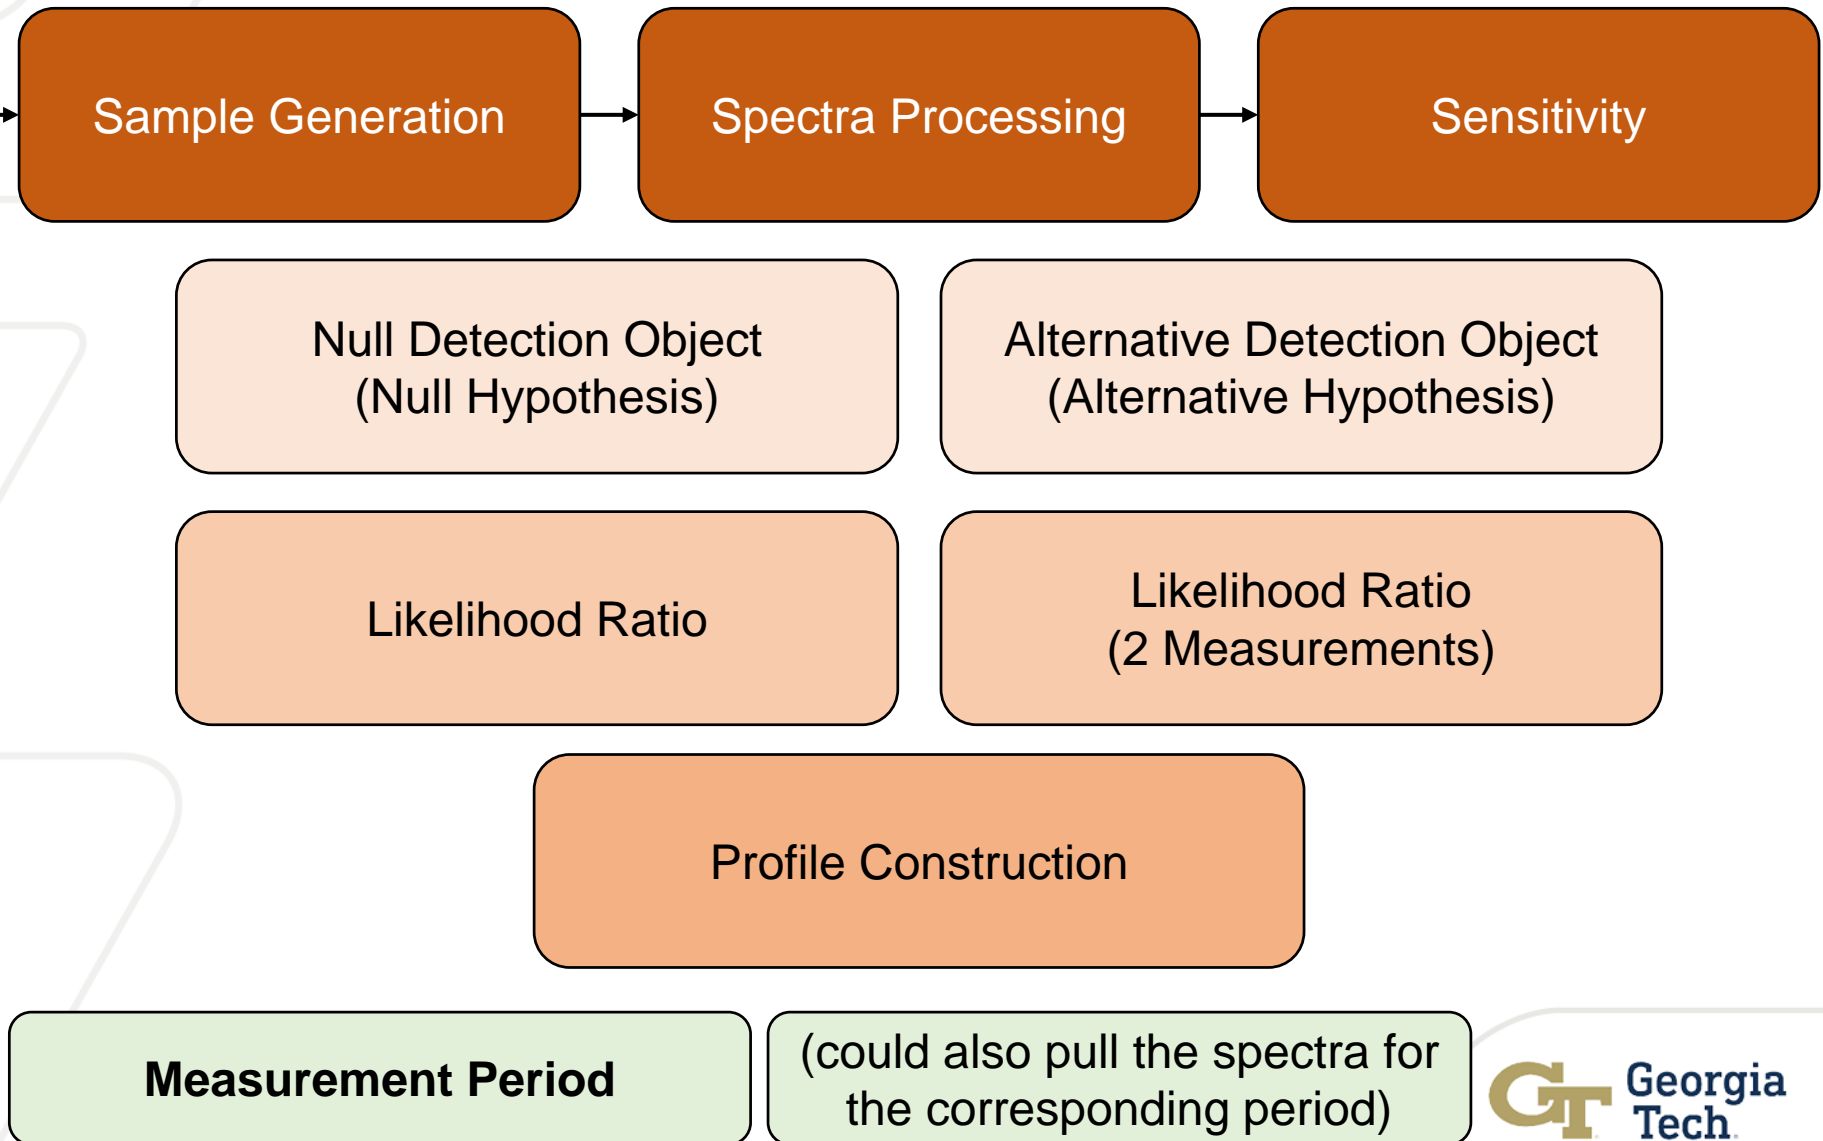 Sample Generation
Spectra Processing
Sensitivity
Null Detection Object
(Null Hypothesis)
Alternative Detection Object
(Alternative Hypothesis)
Likelihood Ratio
Likelihood Ratio
(2 Measurements)
Profile Construction
Measurement Period
(could also pull the spectra for
the corresponding period)
GT
Georgia
Tech.